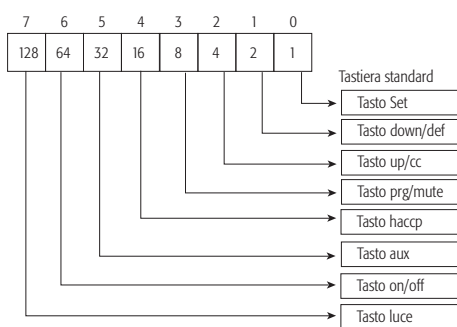 7 6 5 4 3 2 1 0
128 64 32 16 8 4 2 1
Tastiera standard
Tasto Set
Tasto down/def
Tasto up/cc
Tasto prg/mute
Tasto haccp
Tasto aux
Tasto on/off
Tasto luce